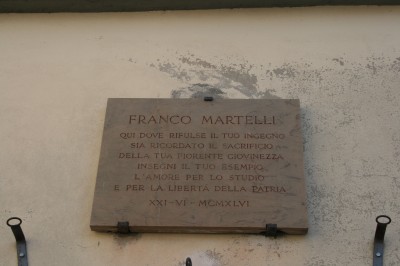 FRANCO MARTELLI
QUI DOVE RIFULSE IL TUO INGEGNO
SIA RICORDATO IL SACRIFICIO
DELLA TUA FIORENTE GIOVINEZZA
INSEGNI IL TUO ESEMPIO
L'AMORE PER LO STUDIO
E PER LA LIBERTÀ DELLA PATRIA
XXI-VI-MCMXLVI